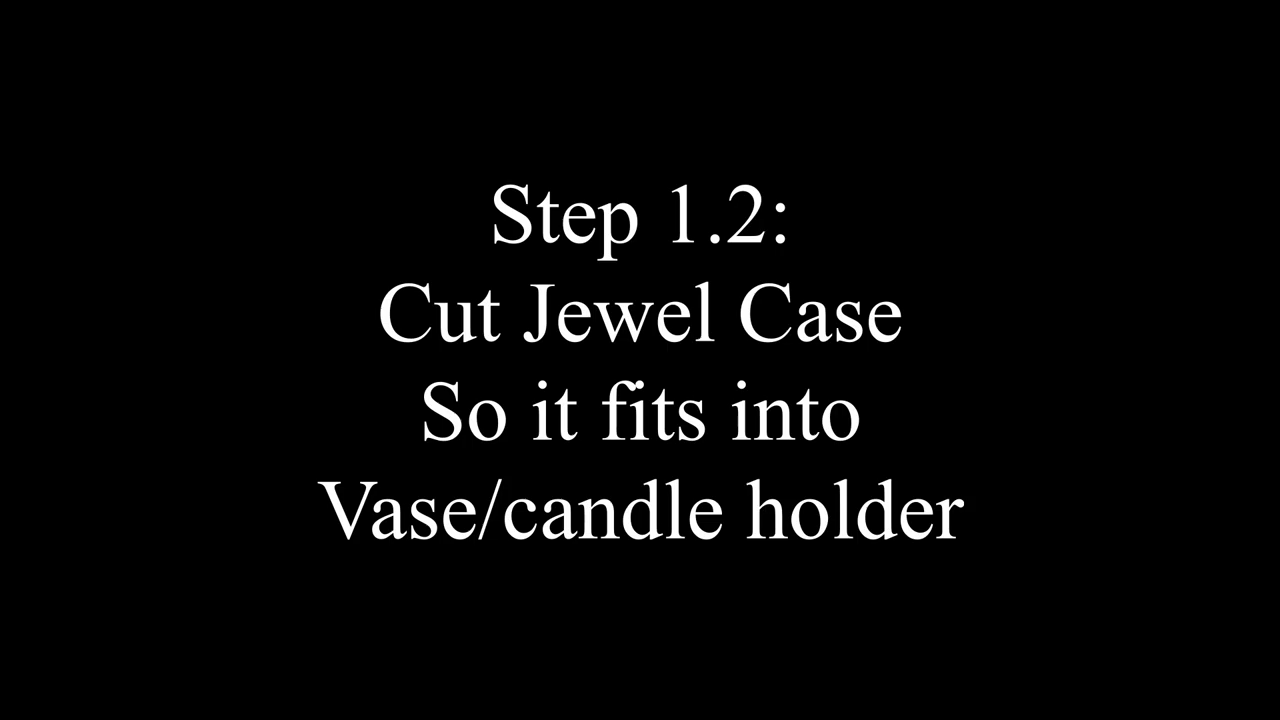 Step 1.2:
Cut Jewel Case
So it fits into
Vase/candle holder